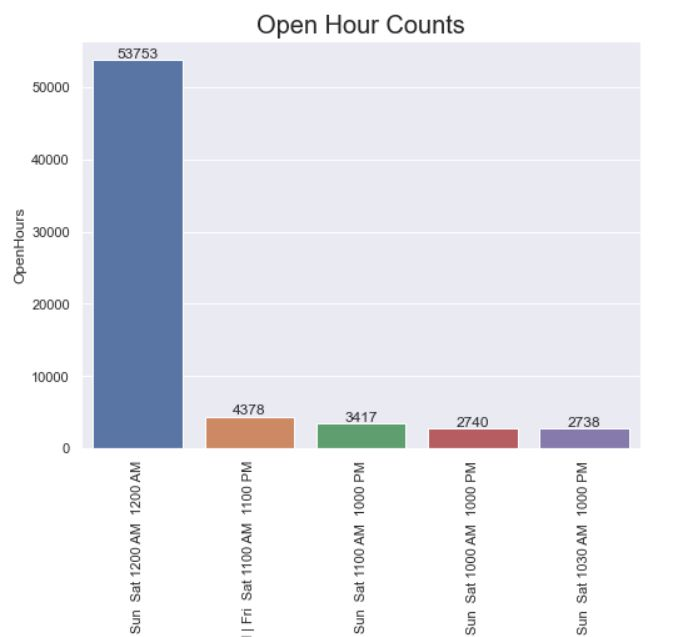 Open Hour Counts
53753
50000
40000
30000
20000
10000
0
OpenHours
4378
3417
2740
2738
Sun Sat 1200 AM 1200 AM
| Fri Sat 1100 AM 1100 PM
Sun Sat 1100 AM 1000 PM
Sun Sat 1000 AM 1000 PM
Sun Sat 1030 AM 1000 PM